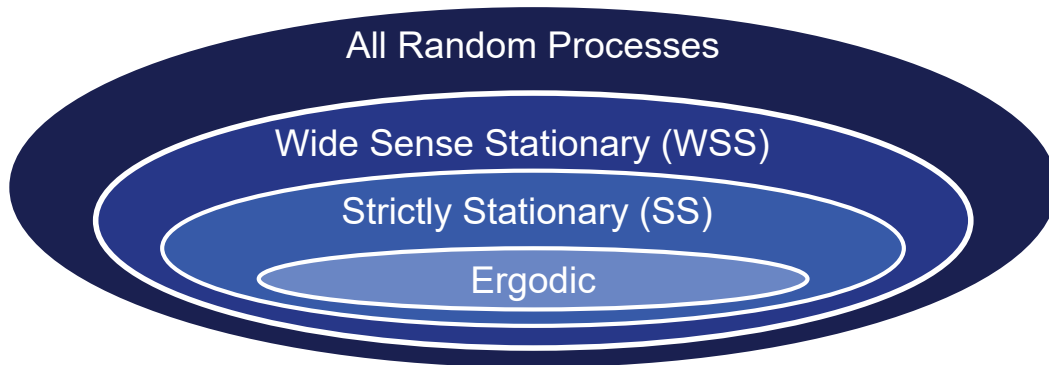 All Random Processes
Wide Sense Stationary (WSS)
Strictly Stationary (SS)
Ergodic